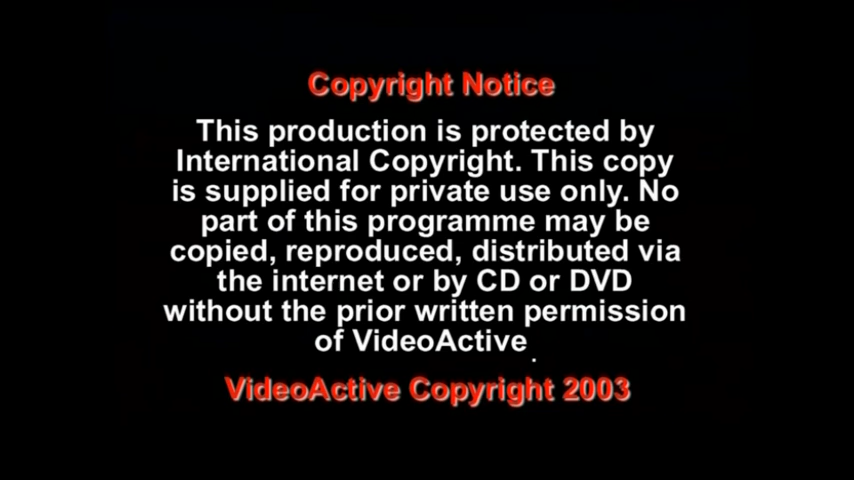 Copyright Notice
This production is protected by
International Copyright. This copy
is supplied for private use only. No
part of this programme may be
copied, reproduced, distributed via
the internet or by CD or DVD
without the prior written permission
of VideoActive .
VideoActive Copyright 2003